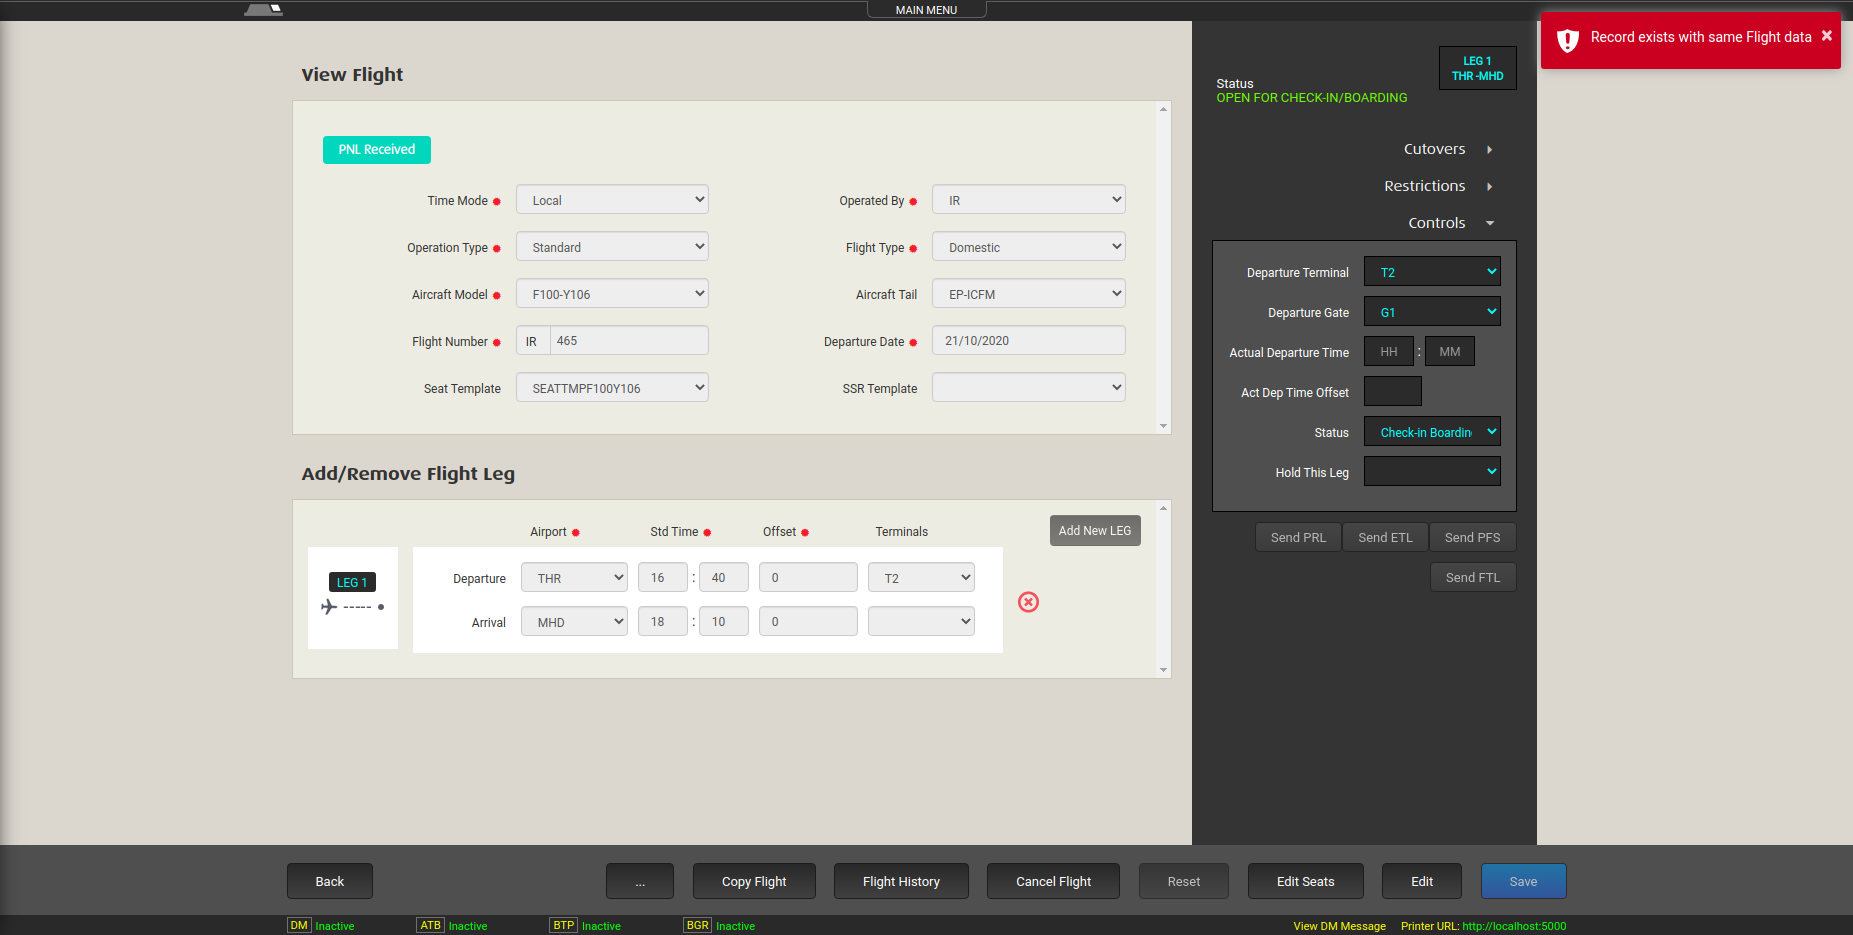 MAIN MENU
Record exists with same Flight data ×
View Flight
PNL Received
Time Mode Local
Operated By IR
Operation Type Standard
Flight Type Domestic
Aircraft Model F100-Y106
Aircraft Tail EP-ICFM
Flight Number IR 465
Departure Date 21/10/2020
Seat Template SEATTMPF100Y106
SSR Template
Add/Remove Flight Leg
Airport Std Time Offset Terminals
Add New LEG
LEG 1
Departure THR 16 : 40 0 T2
Arrival MHD 18 : 10 0
LEG 1
THR -MHD
Status
OPEN FOR CHECK-IN/BOARDING
Cutovers
Restrictions
Controls
Departure Terminal T2
Departure Gate G1
Actual Departure Time HH : MM
Act Dep Time Offset
Status Check-in Boardin
Hold This Leg
Send PRL Send ETL Send PFS
Send FTL
Back ... Copy Flight Flight History Cancel Flight Reset Edit Seats Edit Save
DM Inactive ATB Inactive BTP Inactive BGR Inactive View DM Message Printer URL: http://localhost:5000